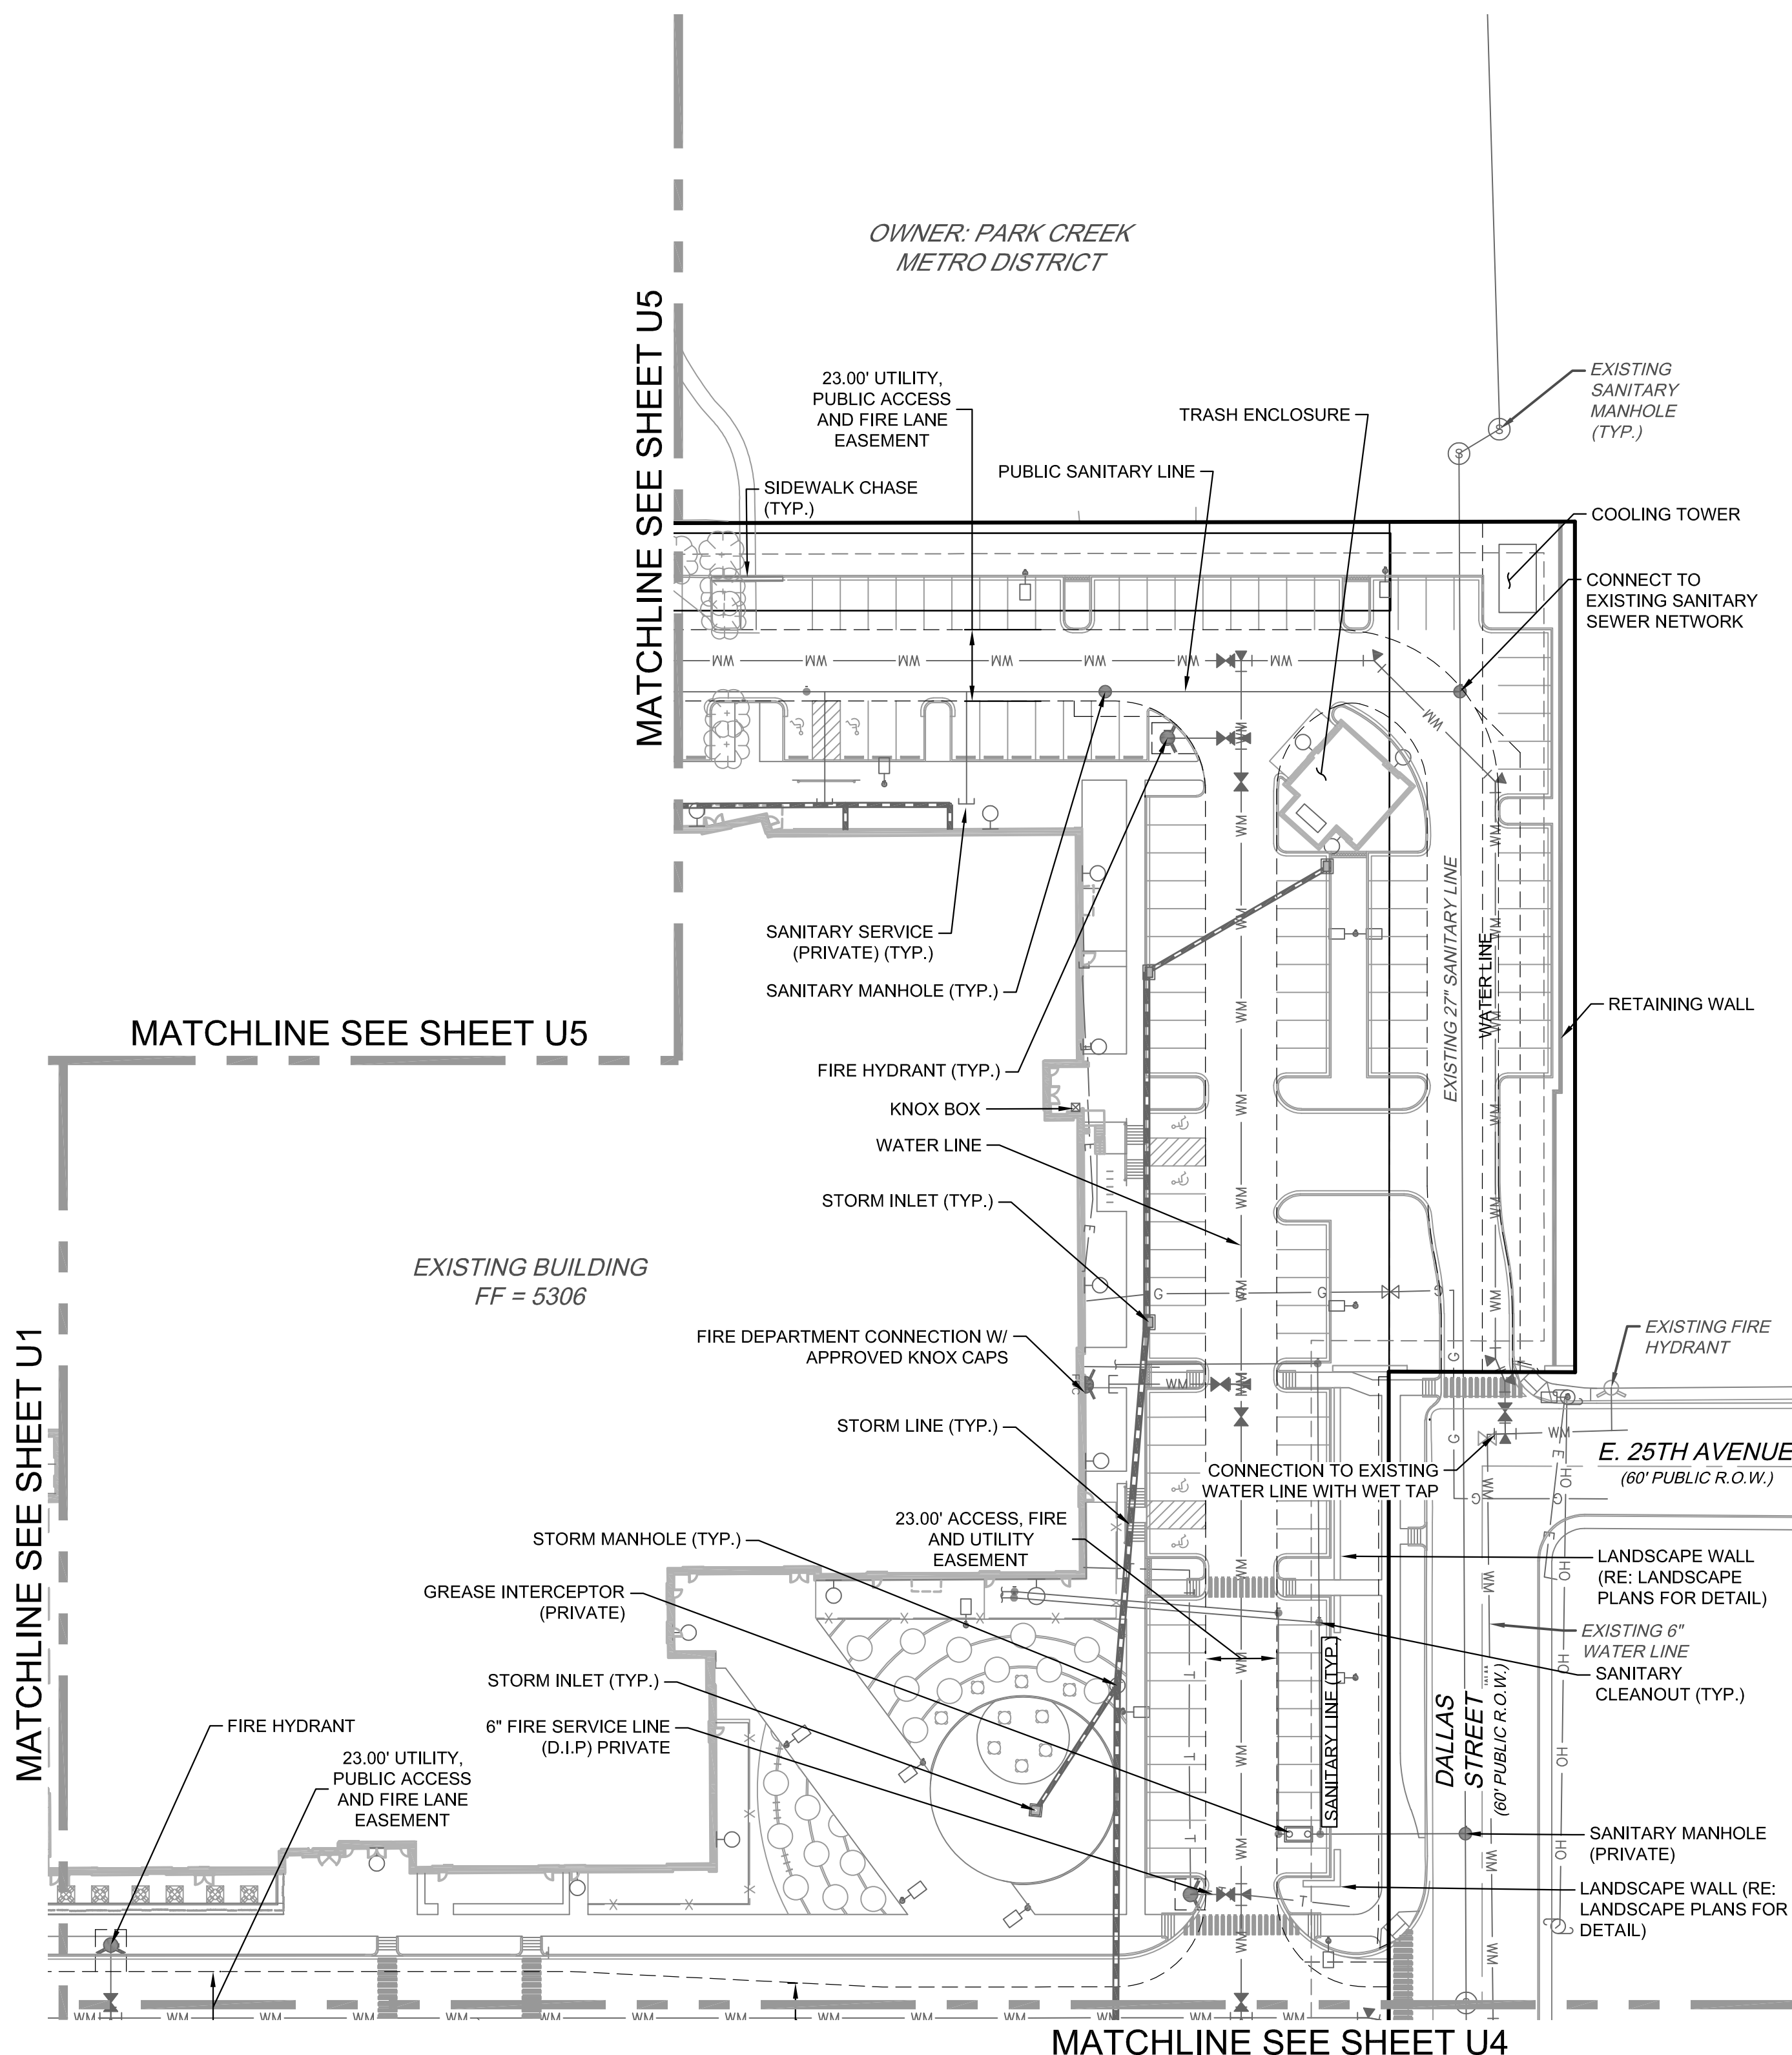 OWNER: PARK CREEK
METRO DISTRICT
MATCHLINE SEE SHEET U5
23.00' UTILITY,
PUBLIC ACCESS
AND FIRE LANE
EASEMENT
TRASH ENCLOSURE
EXISTING
SANITARY
MANHOLE
(TYP.)
PUBLIC SANITARY LINE
SIDEWALK CHASE
(TYP.)
COOLING TOWER
CONNECT TO
EXISTING SANITARY
SEWER NETWORK
EXISTING 27" SANITARY LINE
WATER LINE
SANITARY SERVICE
(PRIVATE) (TYP.)
SANITARY MANHOLE (TYP.)
RETAINING WALL
MATCHLINE SEE SHEET U5
FIRE HYDRANT (TYP.)
KNOX BOX
WATER LINE
STORM INLET (TYP.)
EXISTING BUILDING
FF = 5306
FIRE DEPARTMENT CONNECTION W/
APPROVED KNOX CAPS
EXISTING FIRE
HYDRANT
MATCHLINE SEE SHEET U1
STORM LINE (TYP.)
CONNECTION TO EXISTING
WATER LINE WITH WET TAP
E. 25TH AVENUE
(60' PUBLIC R.O.W.)
23.00' ACCESS, FIRE
AND UTILITY
EASEMENT
STORM MANHOLE (TYP.)
LANDSCAPE WALL
(RE: LANDSCAPE
PLANS FOR DETAIL)
GREASE INTERCEPTOR
(PRIVATE)
EXISTING 6"
WATER LINE
SANITARY
CLEANOUT (TYP.)
STORM INLET (TYP.)
SANITARY LINE (TYP.)
DALLAS
STREET
(60' PUBLIC R.O.W.)
6" FIRE SERVICE LINE
(D.I.P) PRIVATE
FIRE HYDRANT
23.00' UTILITY,
PUBLIC ACCESS
AND FIRE LANE
EASEMENT
SANITARY MANHOLE
(PRIVATE)
LANDSCAPE WALL (RE:
LANDSCAPE PLANS FOR
DETAIL)
MATCHLINE SEE SHEET U4